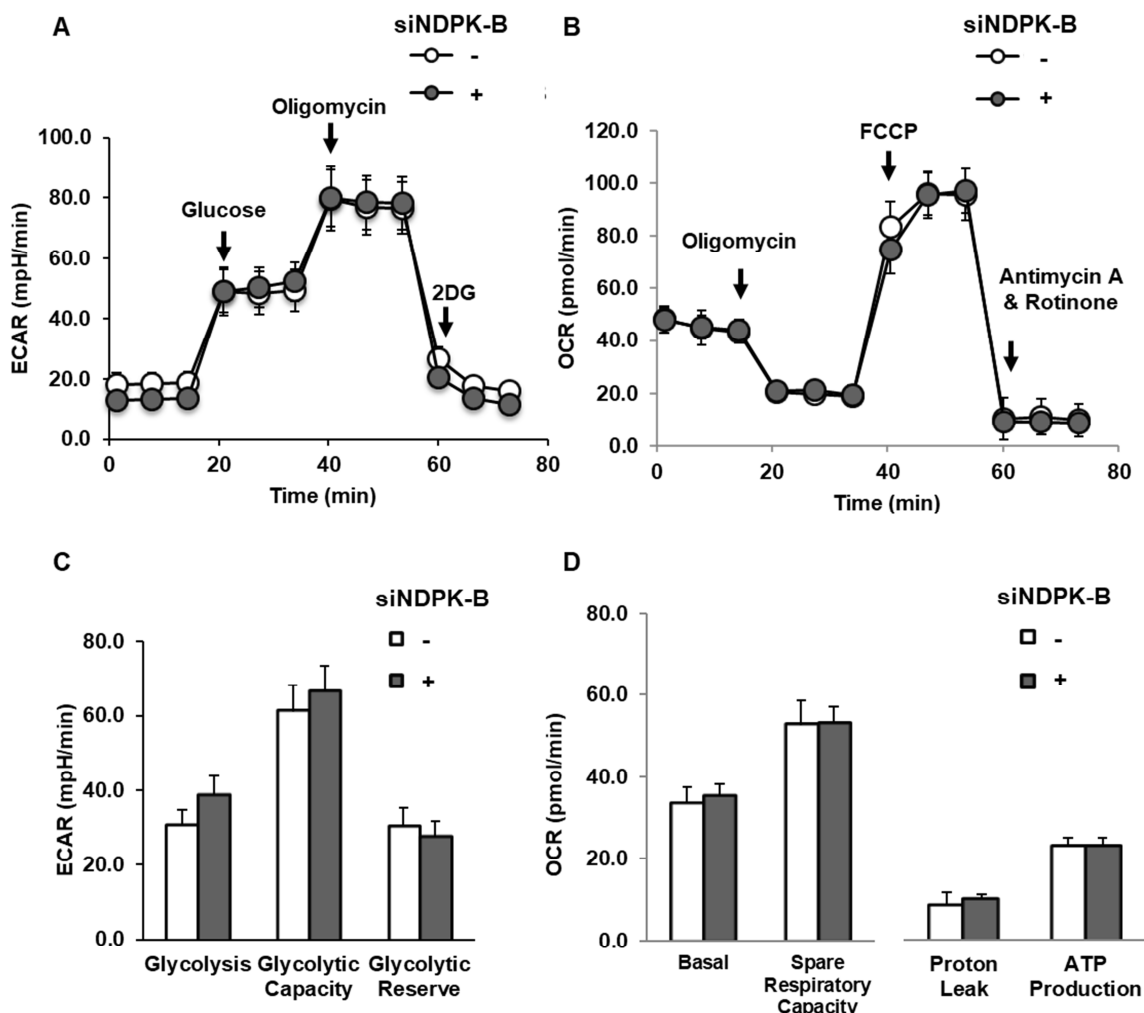 A
siNDPK-B
-
+
Oligomycin
Glucose
2DG
ECAR (mpH/min)
100.0
80.0
60.0
40.0
20.0
0.0
0 20 40 60 80
Time (min)
B
siNDPK-B
-
+
FCCP
Oligomycin
Antimycin A
& Rotinone
OCR (pmol/min)
120.0
100.0
80.0
60.0
40.0
20.0
0.0
0 20 40 60 80
Time (min)
C
siNDPK-B
-
+
ECAR (mpH/min)
80.0
60.0
40.0
20.0
0.0
Glycolysis
Glycolytic
Capacity
Glycolytic
Reserve
D
siNDPK-B
-
+
OCR (pmol/min)
80.0
60.0
40.0
20.0
0.0
Basal
Spare
Respiratory
Capacity
Proton
Leak
ATP
Production